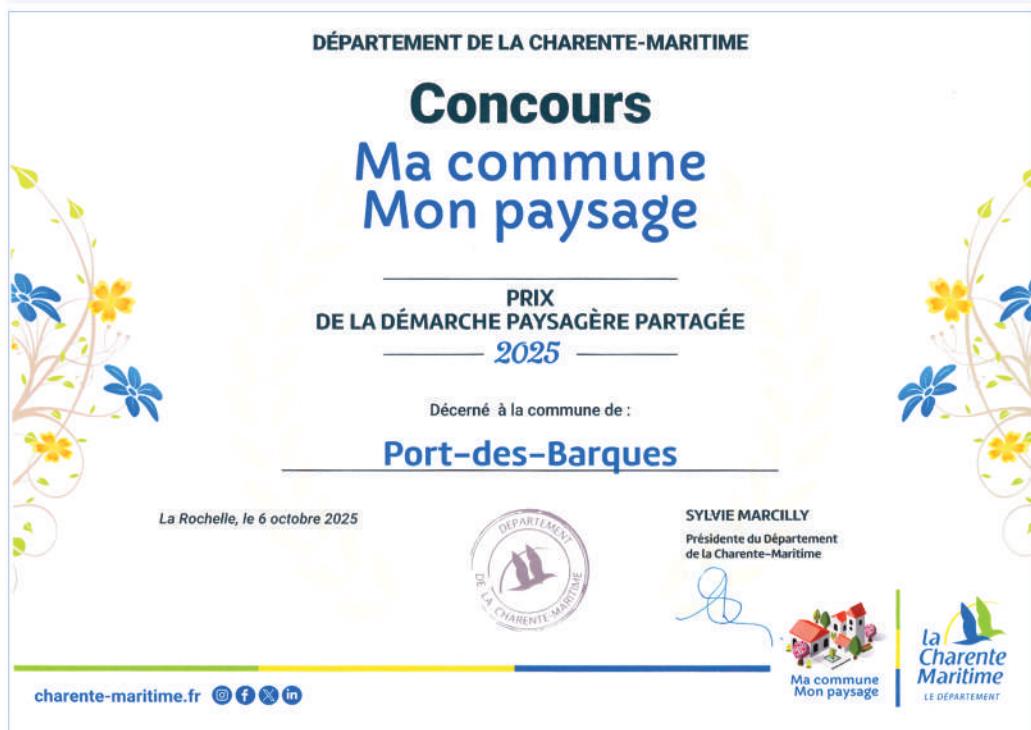 DÉPARTEMENT DE LA CHARENTE-MARITIME
Concours
Ma commune
Mon paysage
PRIX
DE LA DÉMARCHE PAYSAGÈRE PARTAGÉE
2025
Décerné à la commune de :
Port-des-Barques
La Rochelle, le 6 octobre 2025
DEPARTEMENT
DE LA CHARENTE-MARITIME
SYLVIE MARCILLY
Présidente du Département
de la Charente-Maritime
Ma commune
Mon paysage
la
Charente
Maritime
LE DÉPARTEMENT
charente-maritime.fr